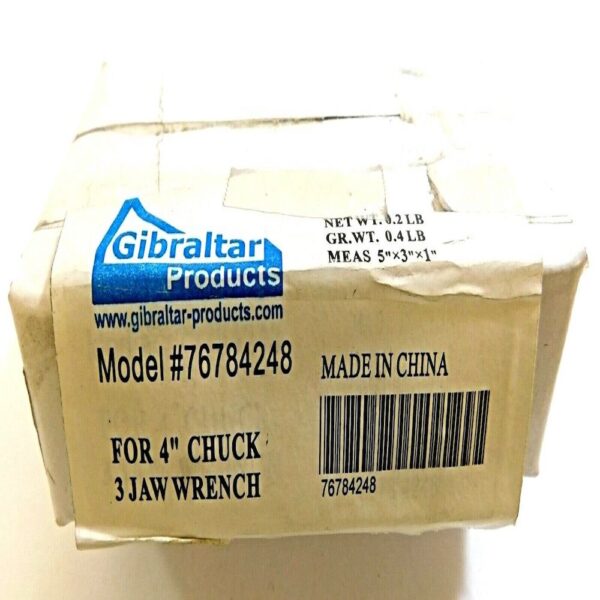 Gibraltar
Products
www.gibraltar-products.com
NET WT. 0.2 LB
GR.WT. 0.4 LB
MEAS 5"×3"×1"
Model #76784248
MADE IN CHINA
FOR 4" CHUCK
3 JAW WRENCH
76784248